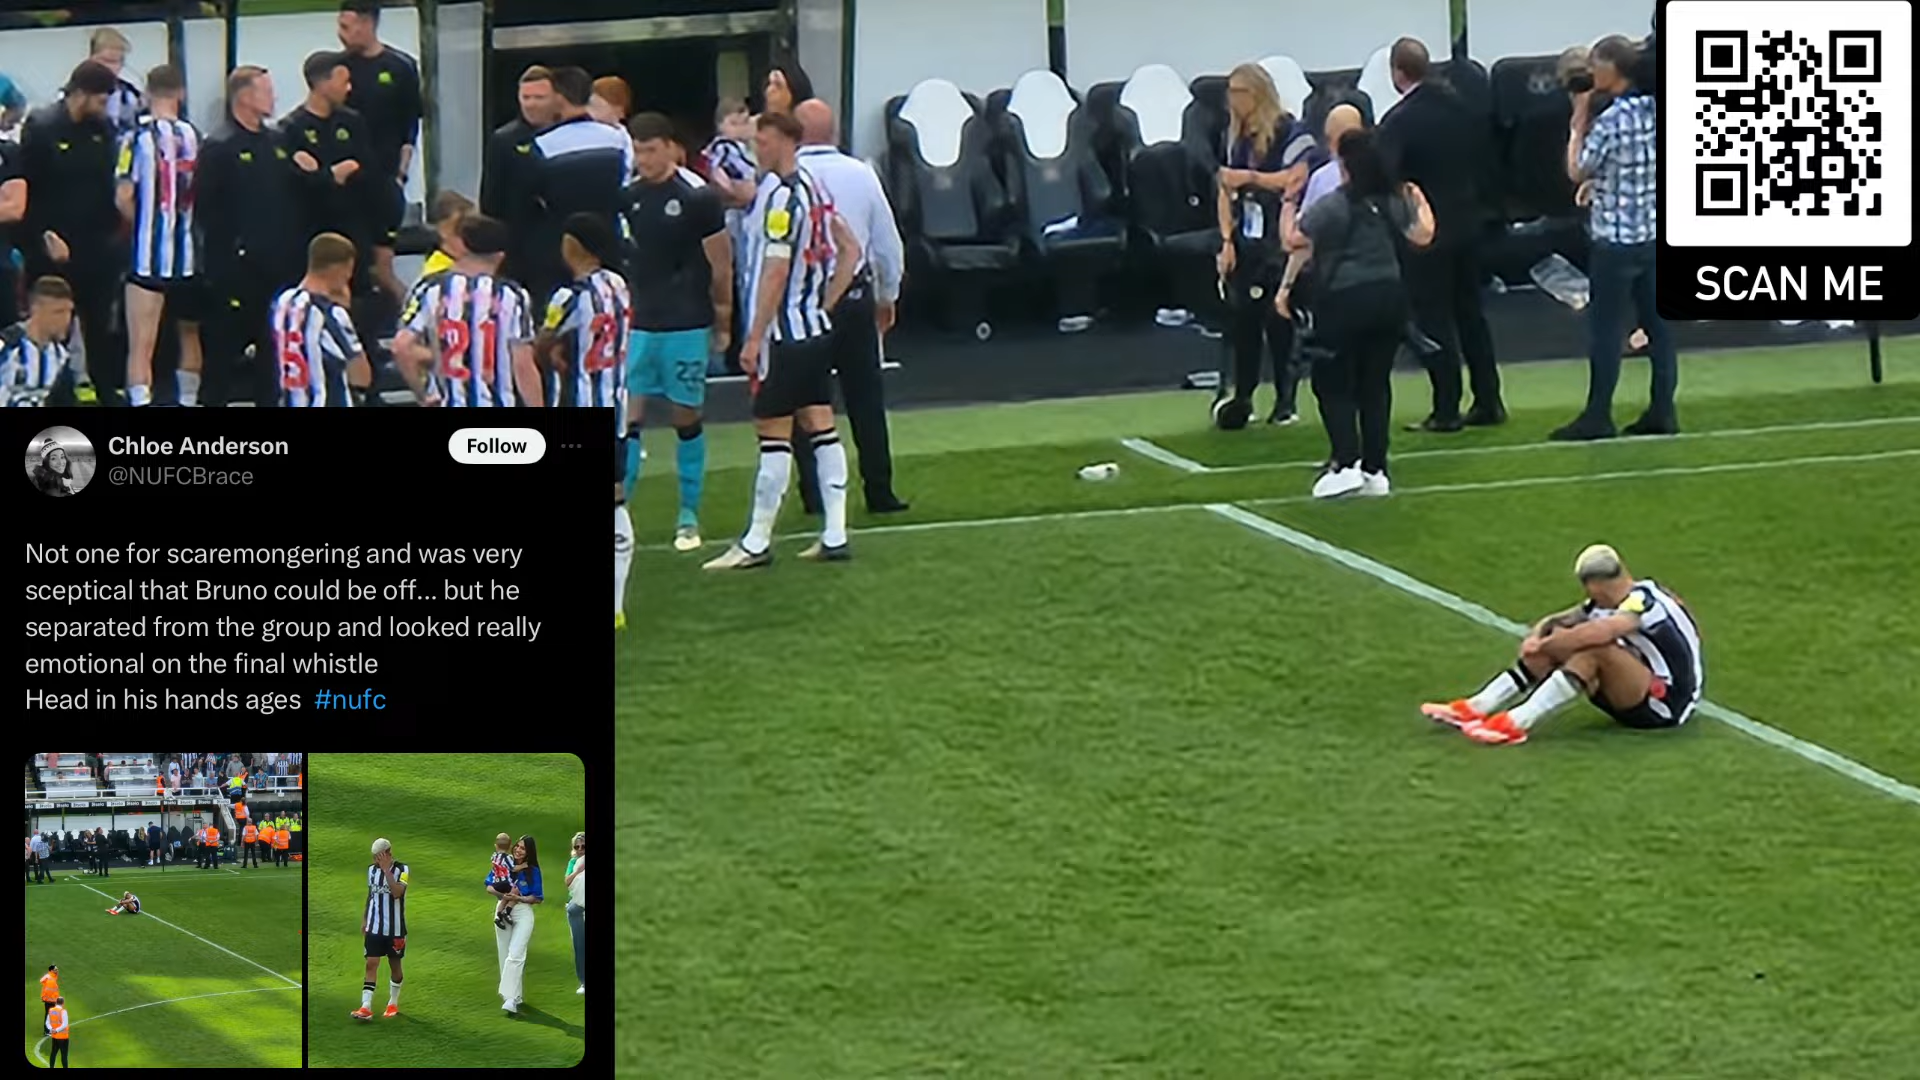 SCAN ME
Chloe Anderson
Follow
@NUFCBrace
Not one for scaremongering and was very
sceptical that Bruno could be off... but he
separated from the group and looked really
emotional on the final whistle
Head in his hands ages #nufc
21
22